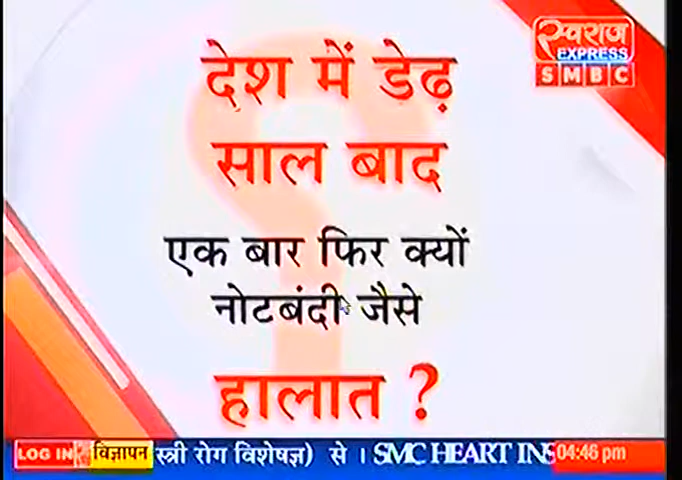 स्वराज
EXPRESS
SMBC
देश में डेढ़
साल बाद
एक बार फिर क्यों
नोटबंदी जैसे
हालात ?
LOG IN विज्ञापन स्त्री रोग विशेषज्ञ) से । SMC HEART INS 04:46 pm